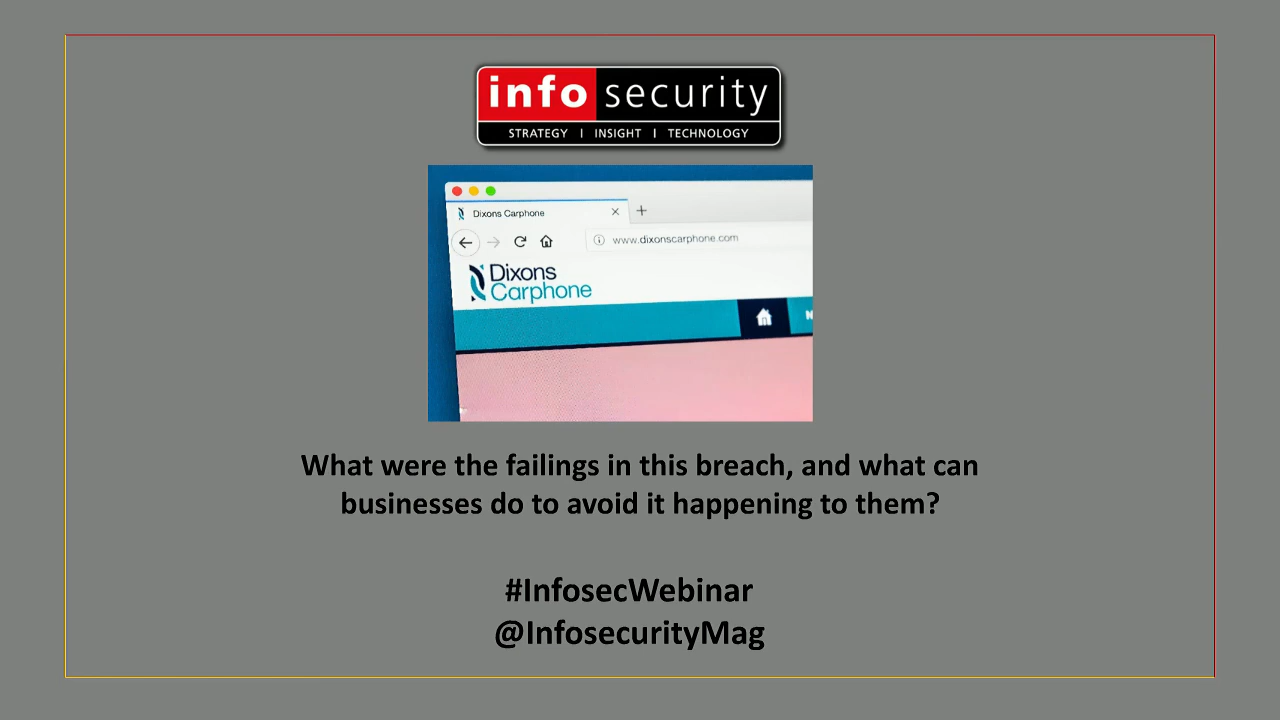 info security
STRATEGY | INSIGHT | TECHNOLOGY
Dixons Carphone
www.dixonscarphone.com
Dixons
Carphone
N
What were the failings in this breach, and what can
businesses do to avoid it happening to them?
#InfosecWebinar
@InfosecurityMag